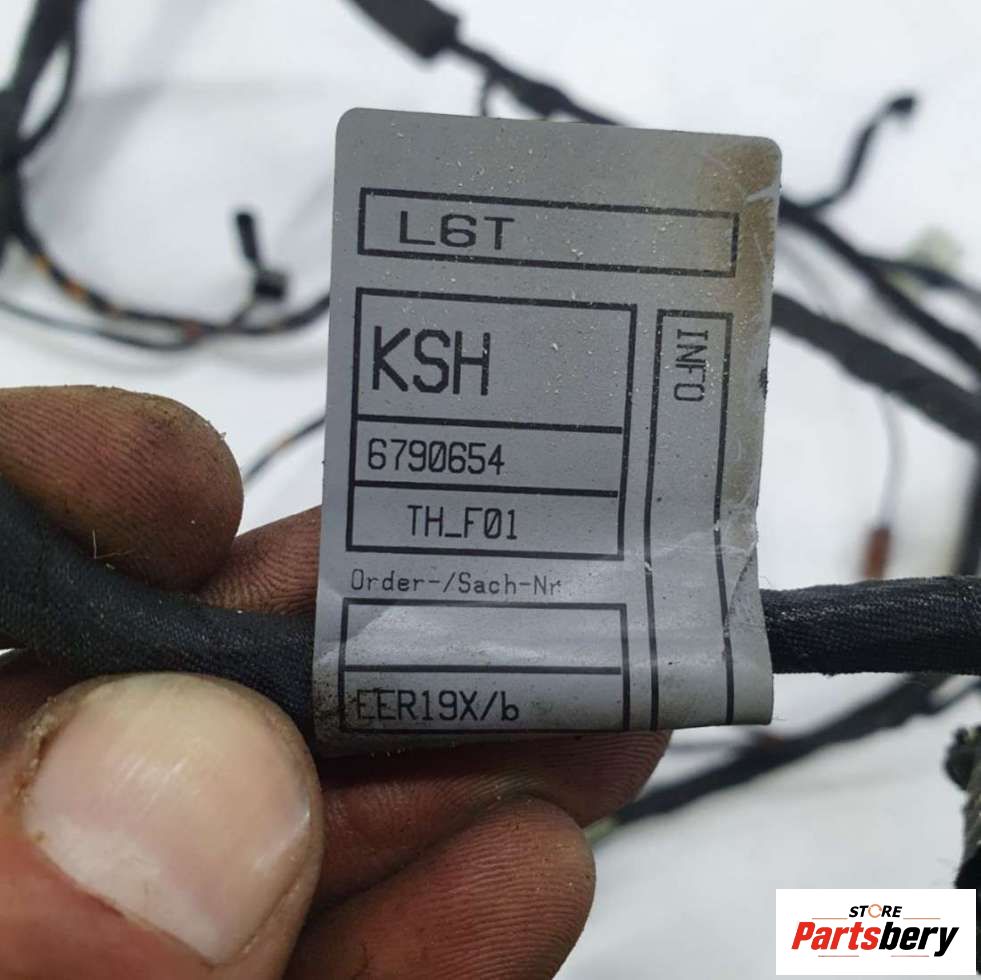 L6T
KSH
INFO
6790654
TH_F01
Order-/Sach-Nr
EER19X/b
STORE
Partsbery